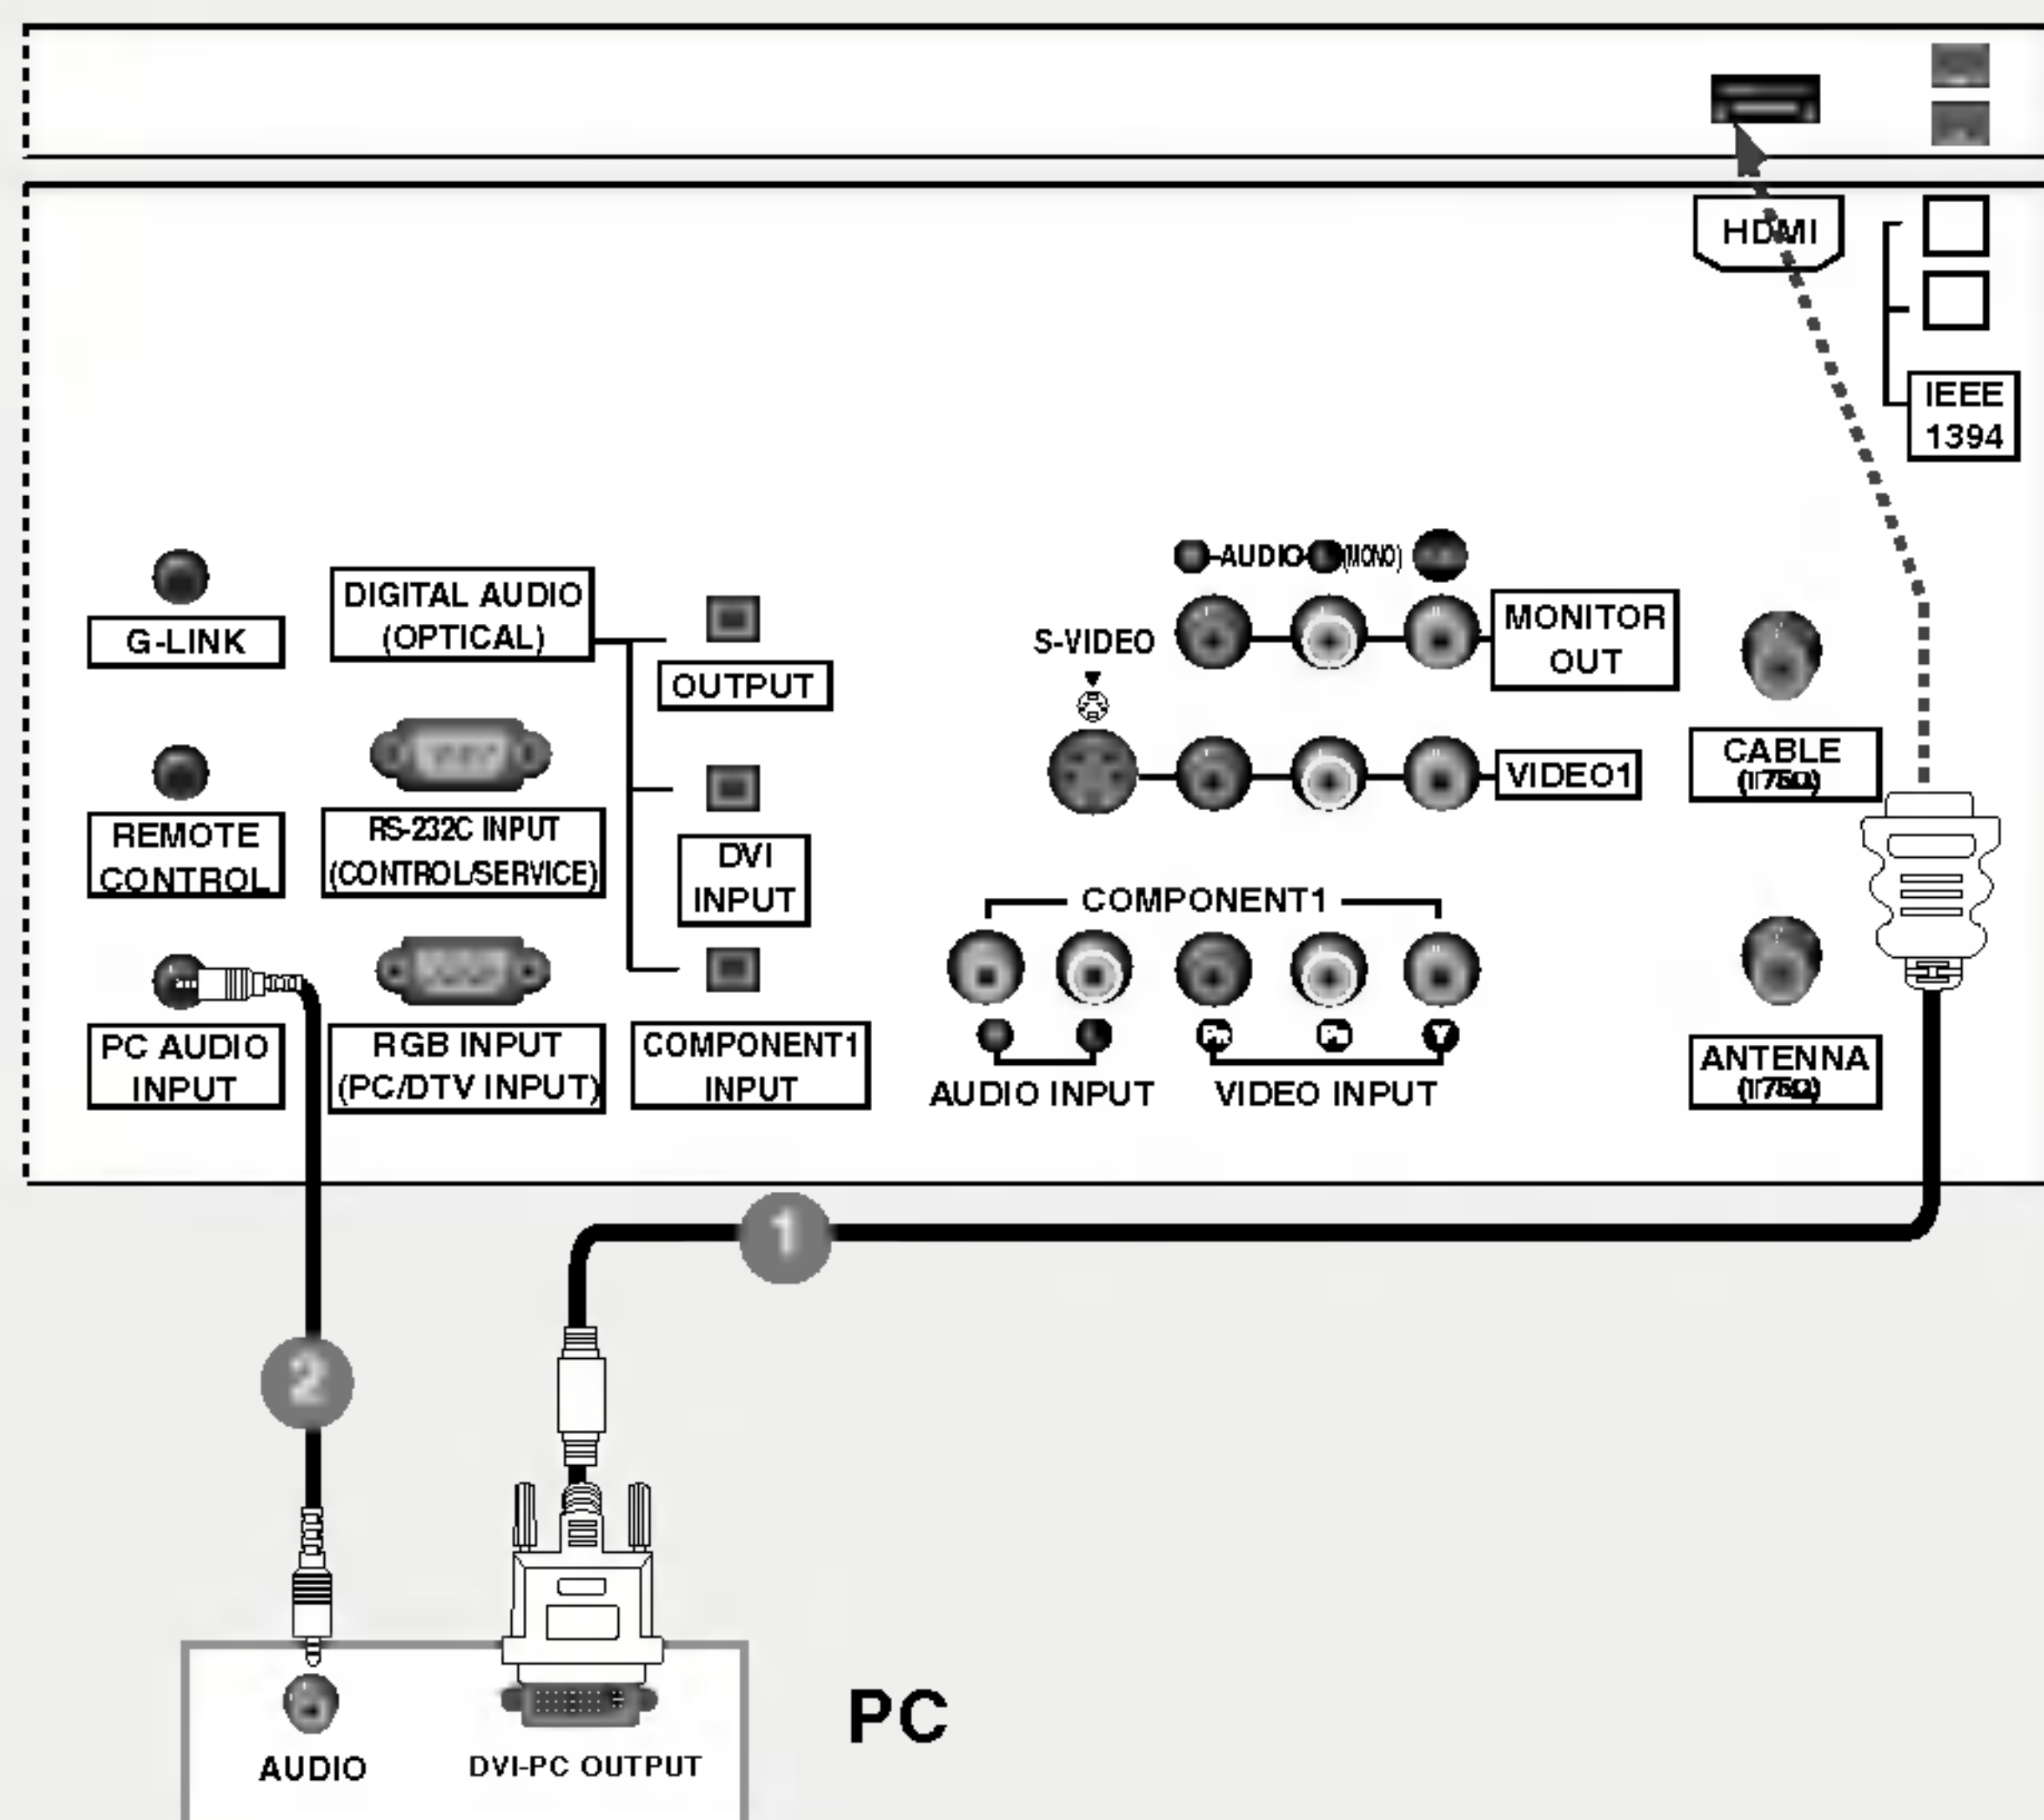 HDMI
IEEE
1394
AUDIO (MONO)
G-LINK
DIGITAL AUDIO
(OPTICAL)
OUTPUT
S-VIDEO
MONITOR
OUT
REMOTE
CONTROL
RS-232C INPUT
(CONTROL/SERVICE)
DVI
INPUT
VIDEO1
CABLE
COMPONENT1
PC AUDIO
INPUT
RGB INPUT
(PC/DTV INPUT)
COMPONENT1
INPUT
Y
AUDIO INPUT
VIDEO INPUT
ANTENNA
1
2
PC
AUDIO
DVI-PC OUTPUT